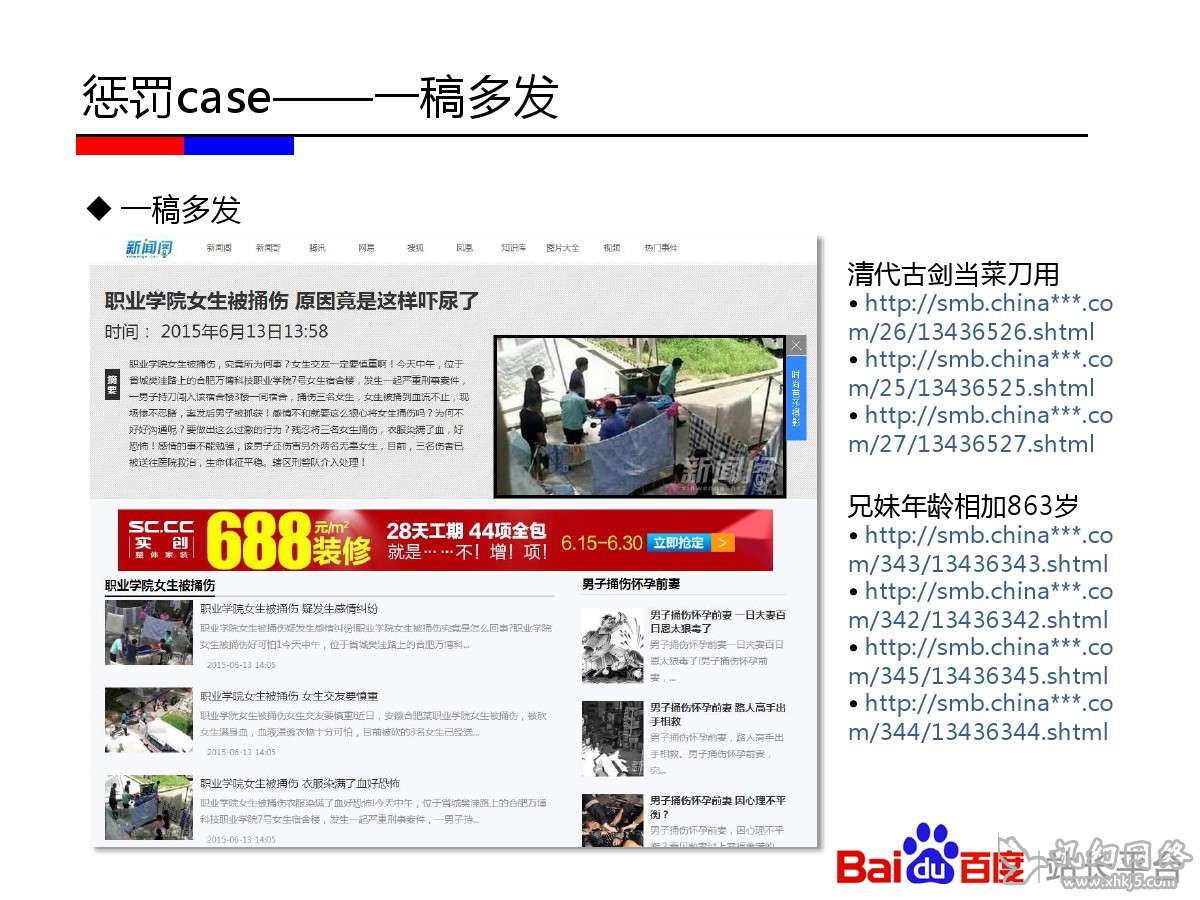 惩罚case——一稿多发
◆ 一稿多发
新闻阁
新闻阁 新闻哥 腾讯 网易 搜狐 凤凰 知识库 图片大全 视频 热门事件
职业学院女生被捅伤 原因竟是这样吓尿了
时间： 2015年6月13日13:58
摘要
职业学院女生被捅伤，究竟所为何事？女生交友一定要慎重啊！今天中午，位于
省城樊洼路上的合肥万博科技职业学院7号女生宿舍楼，发生一起严重刑事案件，
一男子持刀闯入该宿舍楼3楼一间宿舍，捅伤三名女生，女生被捅到血流不止，现
场惨不忍睹，案发后男子被抓获！感情不和就要这么狠心将女生捅伤吗？为何不
好好沟通呢？要做出这么过激的行为？残忍将三名女生捅伤，衣服染满了血，好
恐怖！感情的事不能勉强，该男子还伤害另外两名无辜女生，目前，三名伤者已
被送往医院救治，生命体征平稳。辖区刑警队介入处理！
新闻阁
SC.CC
实 创
整体家装
688元/m²装修
28天工期 44项全包
就是……不！增！项！
6.15-6.30
立即抢定 >
职业学院女生被捅伤
职业学院女生被捅伤 疑发生感情纠纷
职业学院女生被捅伤疑发生感情纠纷!职业学院女生被捅伤究竟是怎么回事?职业学院
女生被捅伤好可怕!今天中午，位于省城樊洼路上的合肥万博科...
2015-06-13 14:05
职业学院女生被捅伤 女生交友要慎重
职业学院女生被捅伤女生交友要慎重!近日，安徽合肥某职业学院女生被捅伤，被砍
女生满身血，血液浸透衣物十分可怕，目前被砍的3名女生已经送...
2015-06-13 14:05
职业学院女生被捅伤 衣服染满了血好恐怖
职业学院女生被捅伤衣服染满了血好恐怖!今天中午，位于省城樊洼路上的合肥万博
科技职业学院7号女生宿舍楼，发生一起严重刑事案件，一男子持...
2015-06-13 14:05
男子捅伤怀孕前妻
男子捅伤怀孕前妻 一日夫妻百
日恩太狠毒了
男子捅伤怀孕前妻一日夫妻百日
恩太狠毒了!男子捅伤怀孕前
妻，...
男子捅伤怀孕前妻 路人高手出
手相救
男子捅伤怀孕前妻，路人高手出
手相救。男子捅伤怀孕前妻，
究...
男子捅伤怀孕前妻 因心理不平
衡？
男子捅伤怀孕前妻，因心理不平
清代古剑当菜刀用
• http://smb.china***.co
m/26/13436526.shtml
• http://smb.china***.co
m/25/13436525.shtml
• http://smb.china***.co
m/27/13436527.shtml
兄妹年龄相加863岁
• http://smb.china***.co
m/343/13436343.shtml
• http://smb.china***.co
m/342/13436342.shtml
• http://smb.china***.co
m/345/13436345.shtml
• http://smb.china***.co
m/344/13436344.shtml
Bai du 百度 站长平台
www.xhkj5.com